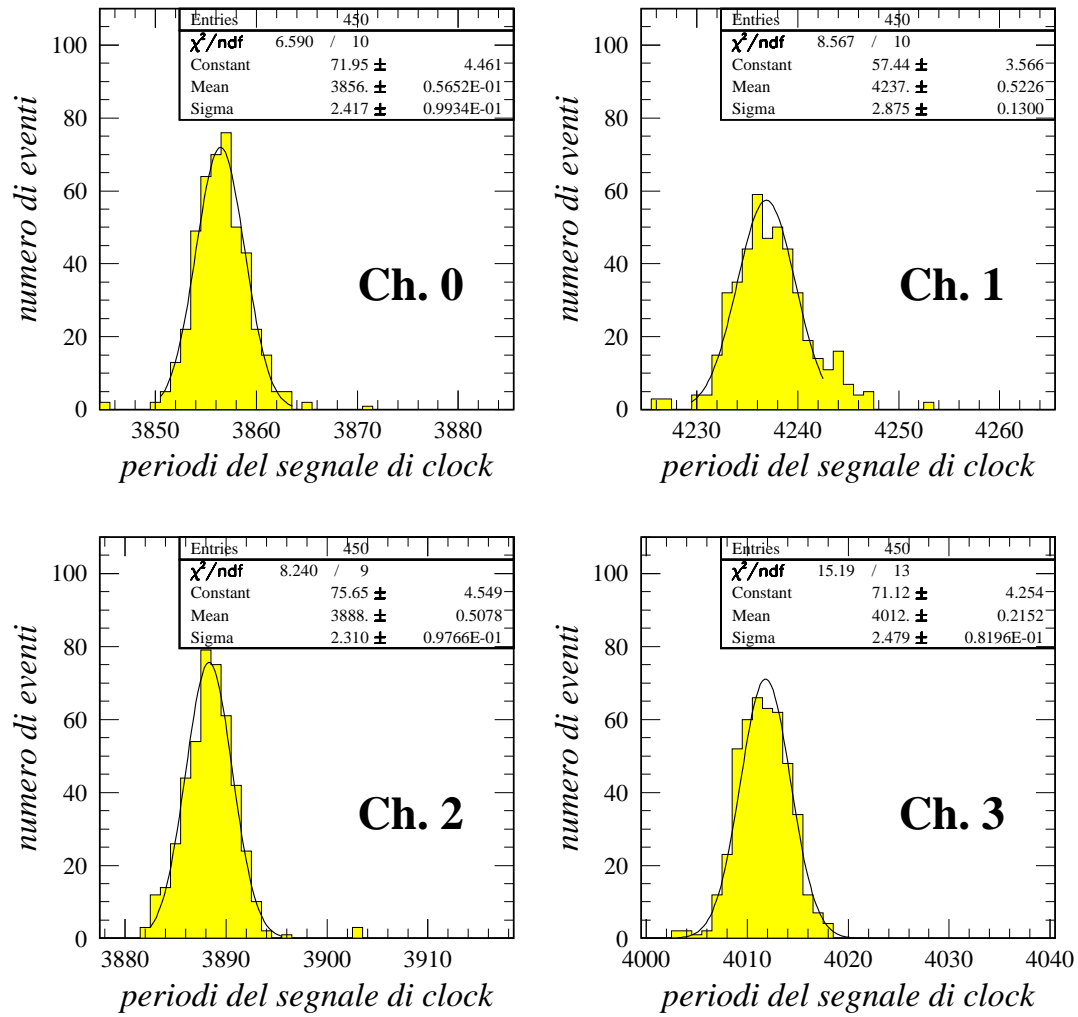 Entries 450
χ²/ndf 6.590 / 10
Constant 71.95 ± 4.461
Mean 3856. ± 0.5652E-01
Sigma 2.417 ± 0.9934E-01
numero di eventi
0
20
40
60
80
100
Ch. 0
3850 3860 3870 3880
periodi del segnale di clock
Entries 450
χ²/ndf 8.567 / 10
Constant 57.44 ± 3.566
Mean 4237. ± 0.5226
Sigma 2.875 ± 0.1300
numero di eventi
0
20
40
60
80
100
Ch. 1
4230 4240 4250 4260
periodi del segnale di clock
Entries 450
χ²/ndf 8.240 / 9
Constant 75.65 ± 4.549
Mean 3888. ± 0.5078
Sigma 2.310 ± 0.9766E-01
numero di eventi
0
20
40
60
80
100
Ch. 2
3880 3890 3900 3910
periodi del segnale di clock
Entries 450
χ²/ndf 15.19 / 13
Constant 71.12 ± 4.254
Mean 4012. ± 0.2152
Sigma 2.479 ± 0.8196E-01
numero di eventi
0
20
40
60
80
100
Ch. 3
4000 4010 4020 4030 4040
periodi del segnale di clock